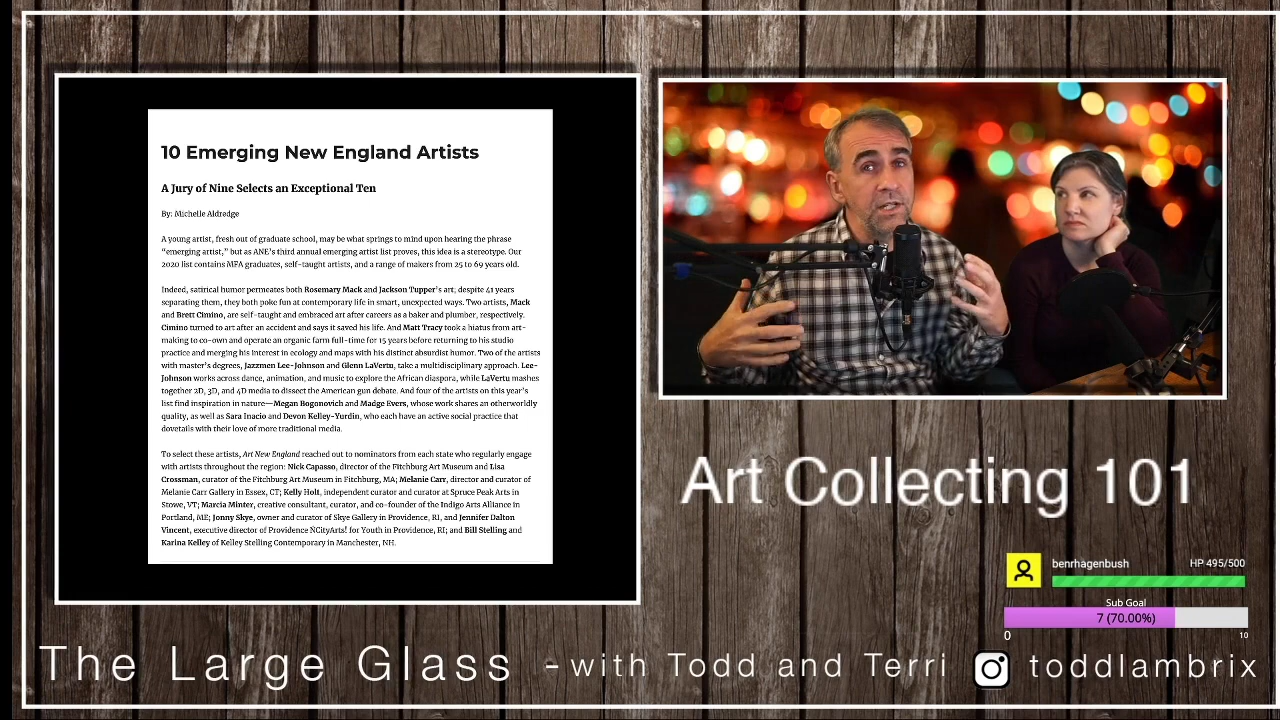 10 Emerging New England Artists
A Jury of Nine Selects an Exceptional Ten
By: Michelle Aldredge
A young artist, fresh out of graduate school, may be what springs to mind upon hearing the phrase
“emerging artist,” but as ANE’s third annual emerging artist list proves, this idea is a stereotype. Our
2020 list contains MFA graduates, self-taught artists, and a range of makers from 25 to 69 years old.
Indeed, satirical humor permeates both Rosemary Mack and Jackson Tupper’s art; despite 41 years
separating them, they both poke fun at contemporary life in smart, unexpected ways. Two artists, Mack
and Brett Cimino, are self-taught and embraced art after careers as a baker and plumber, respectively.
Cimino turned to art after an accident and says it saved his life. And Matt Tracy took a hiatus from art-
making to co-own and operate an organic farm full-time for 15 years before returning to his studio
practice and merging his interest in ecology and maps with his distinct absurdist humor. Two of the artists
with master’s degrees, Jazzmen Lee-Johnson and Glenn LaVertu, take a multidisciplinary approach. Lee-
Johnson works across dance, animation, and music to explore the African diaspora, while LaVertu mashes
together 2D, 3D, and 4D media to dissect the American gun debate. And four of the artists on this year’s
list find inspiration in nature—Megan Bogonovich and Madge Evers, whose work shares an otherworldly
quality, as well as Sara Inacio and Devon Kelley-Yurdin, who each have an active social practice that
dovetails with their love of more traditional media.
To select these artists, Art New England reached out to nominators from each state who regularly engage
with artists throughout the region: Nick Capasso, director of the Fitchburg Art Museum and Lisa
Crossman, curator of the Fitchburg Art Museum in Fitchburg, MA; Melanie Carr, director and curator of
Melanie Carr Gallery in Essex, CT; Kelly Holt, independent curator and curator at Spruce Peak Arts in
Stowe, VT; Marcia Minter, creative consultant, curator, and co-founder of the Indigo Arts Alliance in
Portland, ME; Jonny Skye, owner and curator of Skye Gallery in Providence, RI, and Jennifer Dalton
Vincent, executive director of Providence ¡CityArts! for Youth in Providence, RI; and Bill Stelling and
Karina Kelley of Kelley Stelling Contemporary in Manchester, NH.
Art Collecting 101
benrhagenbush HP 495/500
Sub Goal
7 (70.00%)
0 10
The Large Glass - with Todd and Terri toddlambrix